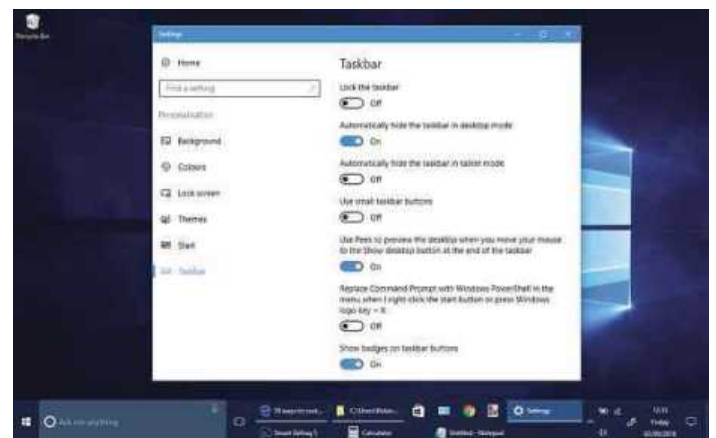 Recycle Bin
Settings
Home
Find a setting
Personalisation
Background
Colours
Lock screen
Themes
Start
Taskbar
Taskbar
Lock the taskbar
Off
Automatically hide the taskbar in desktop mode
On
Automatically hide the taskbar in tablet mode
Off
Use small taskbar buttons
Off
Use Peek to preview the desktop when you move your mouse
to the Show desktop button at the end of the taskbar
On
Replace Command Prompt with Windows PowerShell in the
menu when I right-click the start button or press Windows
logo key + X
Off
Show badges on taskbar buttons
On
Ask me anything
Settings
Calculator
Untitled - Notepad
Friday